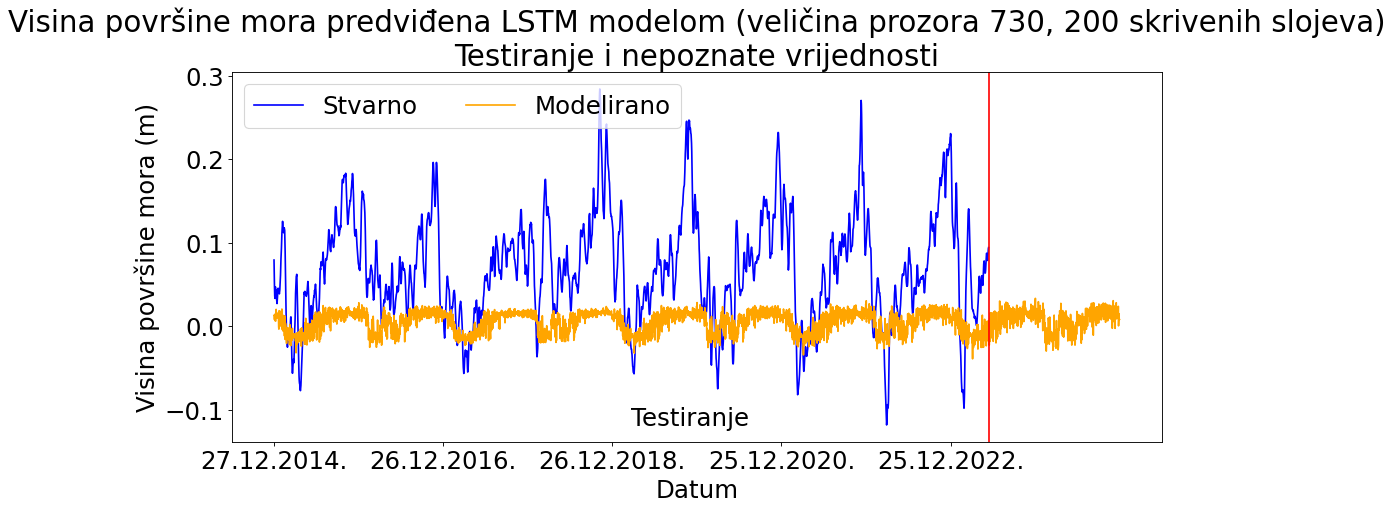 Visina površine mora predviđena LSTM modelom (veličina prozora 730, 200 skrivenih slojeva)
Testiranje i nepoznate vrijednosti
Stvarno
Modelirano
Visina površine mora (m)
0.3
0.2
0.1
0.0
−0.1
Testiranje
27.12.2014.
26.12.2016.
26.12.2018.
25.12.2020.
25.12.2022.
Datum